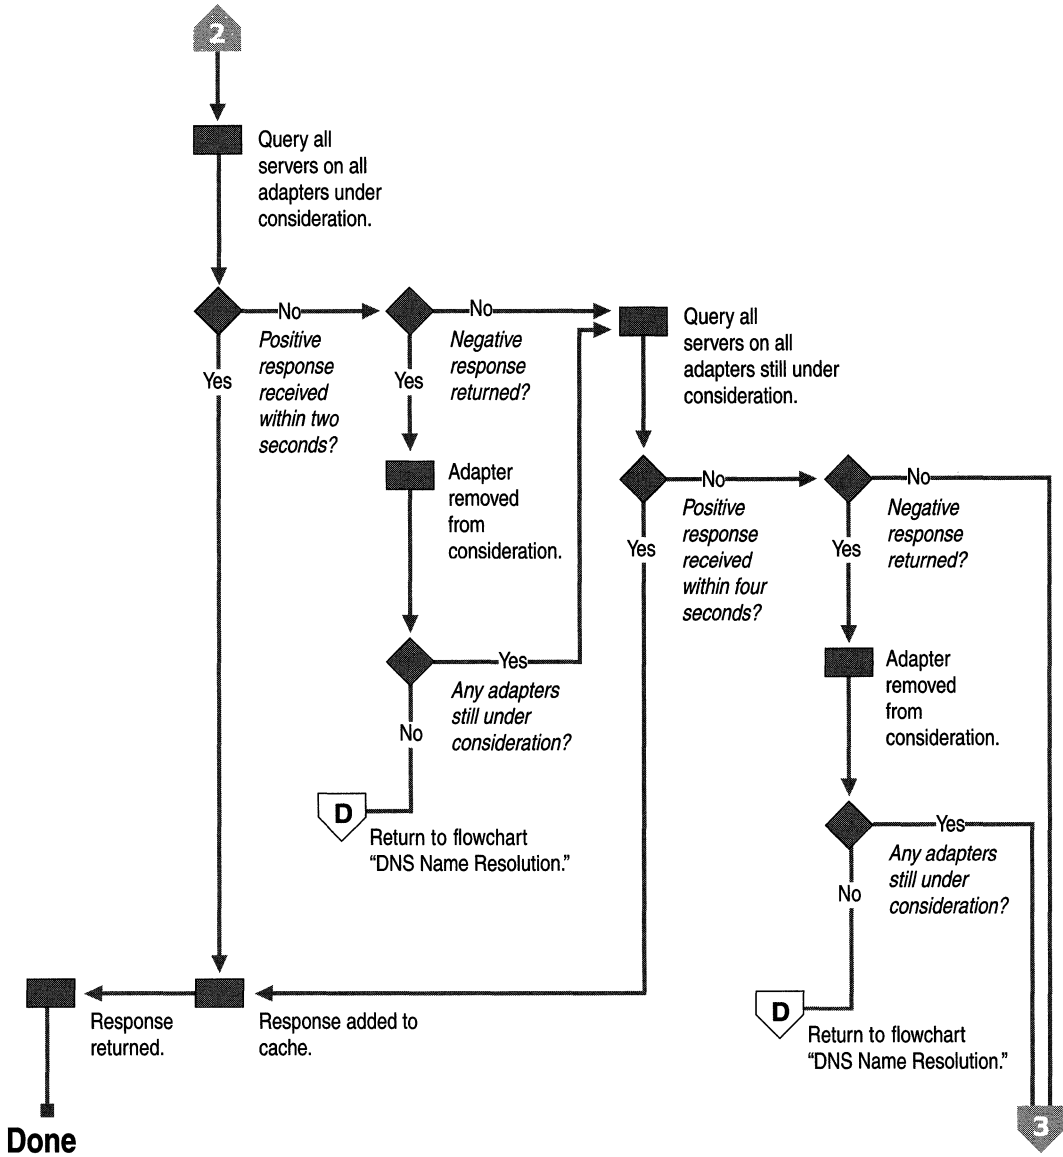 2
Query all
servers on all
adapters under
consideration.
No
Positive
response
received
within two
seconds?
Yes
No
Negative
response
returned?
Yes
Query all
servers on all
adapters still under
consideration.
Adapter
removed
from
consideration.
No
Positive
response
received
within four
seconds?
Yes
No
Negative
response
returned?
Yes
Yes
Any adapters
still under
consideration?
No
Adapter
removed
from
consideration.
D
Return to flowchart
“DNS Name Resolution.”
Yes
Any adapters
still under
consideration?
No
Response
returned.
Response added to
cache.
D
Return to flowchart
“DNS Name Resolution.”
Done
3